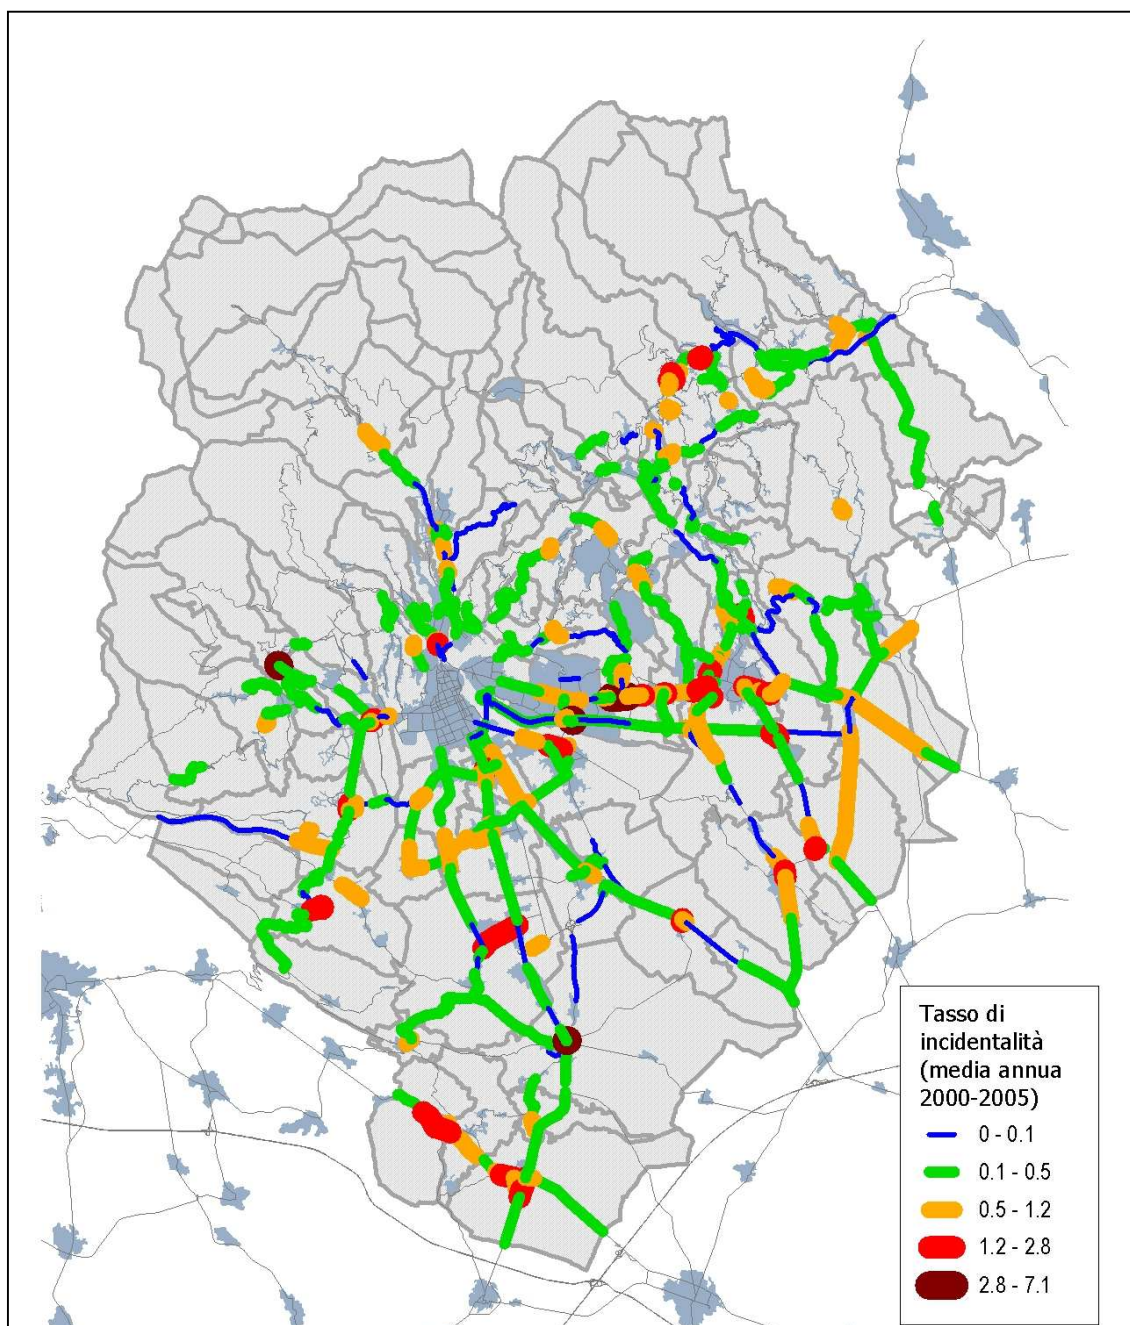 Tasso di
incidentalità
(media annua
2000-2005)
0 - 0.1
0.1 - 0.5
0.5 - 1.2
1.2 - 2.8
2.8 - 7.1